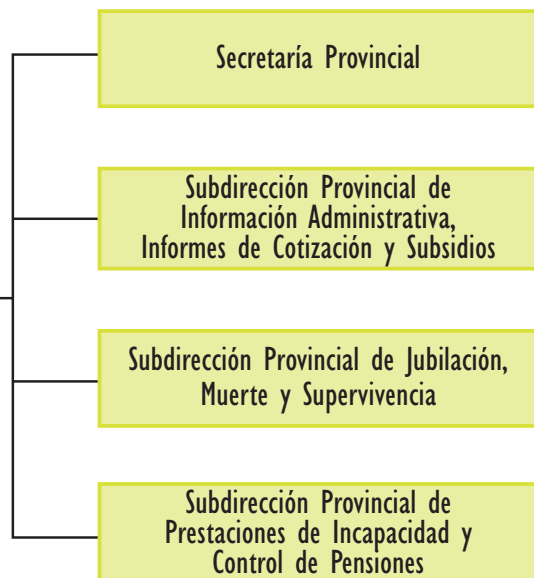 Secretaría Provincial
Subdirección Provincial de
Información Administrativa,
Informes de Cotización y Subsidios
Subdirección Provincial de Jubilación,
Muerte y Supervivencia
Subdirección Provincial de
Prestaciones de Incapacidad y
Control de Pensiones